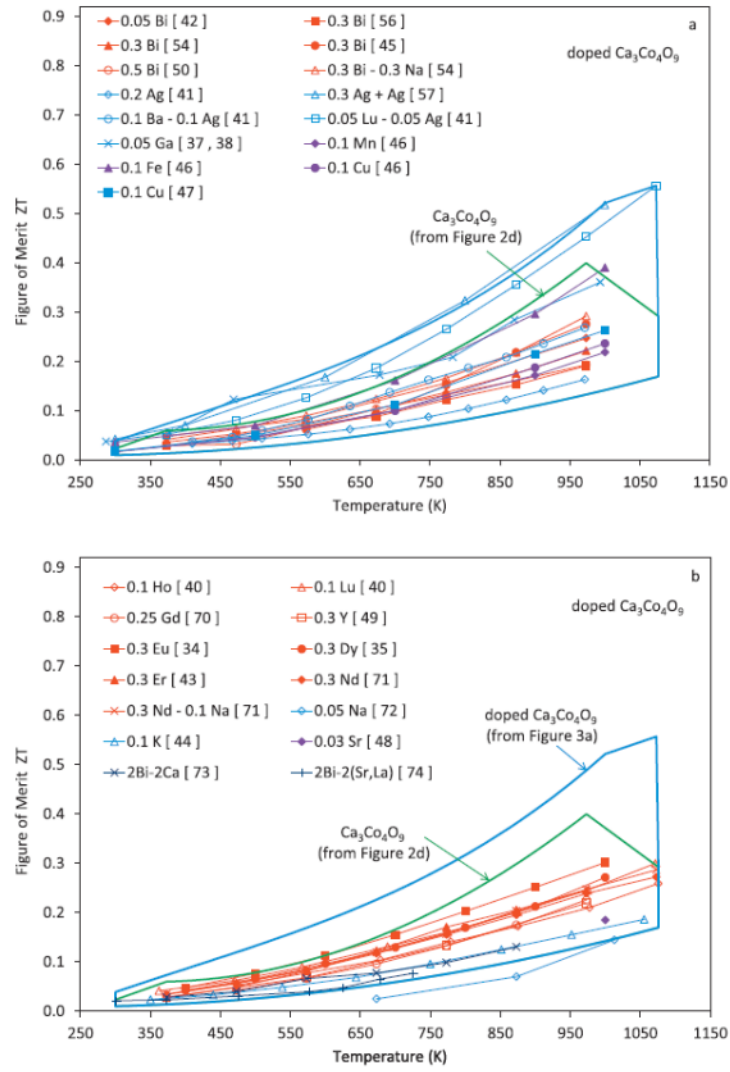 a
doped Ca₃Co₄O₉
0.05 Bi [ 42 ]
0.3 Bi [ 56 ]
0.3 Bi [ 54 ]
0.3 Bi [ 45 ]
0.5 Bi [ 50 ]
0.3 Bi - 0.3 Na [ 54 ]
0.2 Ag [ 41 ]
0.3 Ag + Ag [ 57 ]
0.1 Ba - 0.1 Ag [ 41 ]
0.05 Lu - 0.05 Ag [ 41 ]
0.05 Ga [ 37 , 38 ]
0.1 Mn [ 46 ]
0.1 Fe [ 46 ]
0.1 Cu [ 46 ]
0.1 Cu [ 47 ]
Ca₃Co₄O₉
(from Figure 2d)
Figure of Merit ZT
0.9
0.8
0.7
0.6
0.5
0.4
0.3
0.2
0.1
0.0
250 350 450 550 650 750 850 950 1050 1150
Temperature (K)
b
doped Ca₃Co₄O₉
0.1 Ho [ 40 ]
0.1 Lu [ 40 ]
0.25 Gd [ 70 ]
0.3 Y [ 49 ]
0.3 Eu [ 34 ]
0.3 Dy [ 35 ]
0.3 Er [ 43 ]
0.3 Nd [ 71 ]
0.3 Nd - 0.1 Na [ 71 ]
0.05 Na [ 72 ]
0.1 K [ 44 ]
0.03 Sr [ 48 ]
2Bi-2Ca [ 73 ]
2Bi-2(Sr,La) [ 74 ]
doped Ca₃Co₄O₉
(from Figure 3a)
Ca₃Co₄O₉
(from Figure 2d)
Figure of Merit ZT
0.9
0.8
0.7
0.6
0.5
0.4
0.3
0.2
0.1
0.0
250 350 450 550 650 750 850 950 1050 1150
Temperature (K)